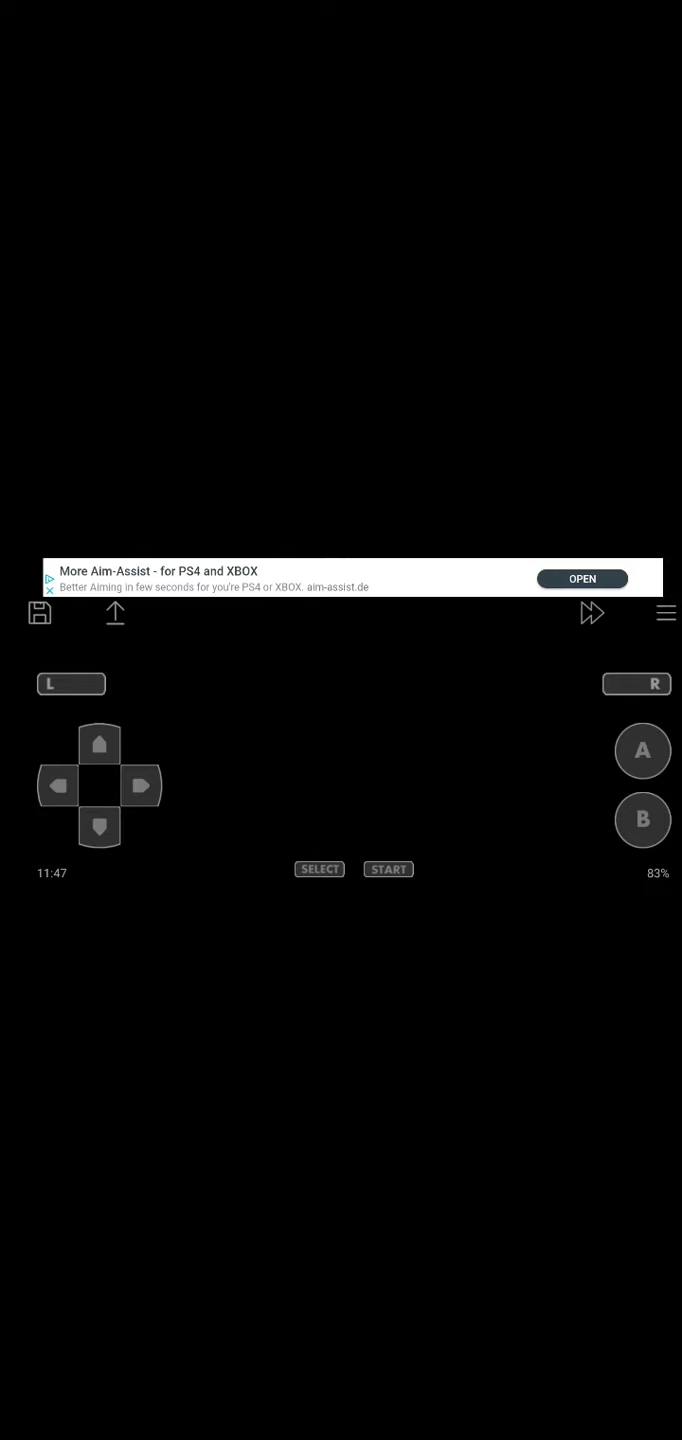 More Aim-Assist - for PS4 and XBOX
Better Aiming in few seconds for you're PS4 or XBOX. aim-assist.de
OPEN
L
R
A
B
SELECT
START
11:47
83%